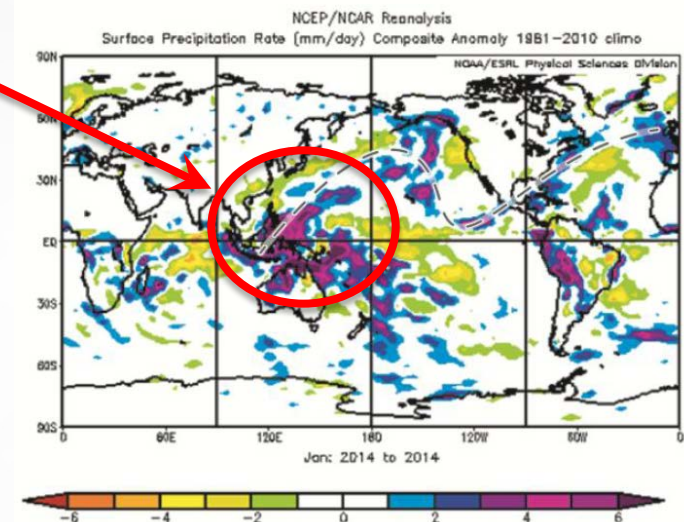 NCEP/NCAR Reanalysis
Surface Precipitation Rate (mm/day) Composite Anomaly 1981-2010 climo
NOAA/ESRL Physical Sciences Division
90N
60N
30N
EQ
30S
60S
90S
0 60E 120E 180 120W 60W 0
Jan: 2014 to 2014
-6 -4 -2 0 2 4 6